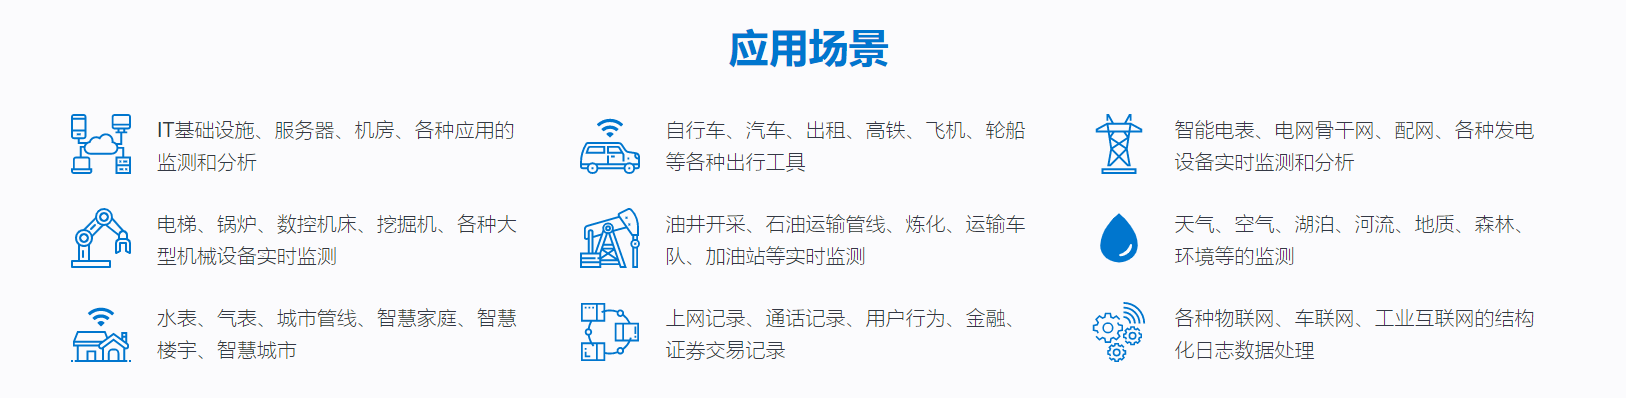 应用场景
IT基础设施、服务器、机房、各种应用的
监测和分析
自行车、汽车、出租、高铁、飞机、轮船
等各种出行工具
智能电表、电网骨干网、配网、各种发电
设备实时监测和分析
电梯、锅炉、数控机床、挖掘机、各种大
型机械设备实时监测
油井开采、石油运输管线、炼化、运输车
队、加油站等实时监测
天气、空气、湖泊、河流、地质、森林、
环境等的监测
水表、气表、城市管线、智慧家庭、智慧
楼宇、智慧城市
上网记录、通话记录、用户行为、金融、
证券交易记录
各种物联网、车联网、工业互联网的结构
化日志数据处理